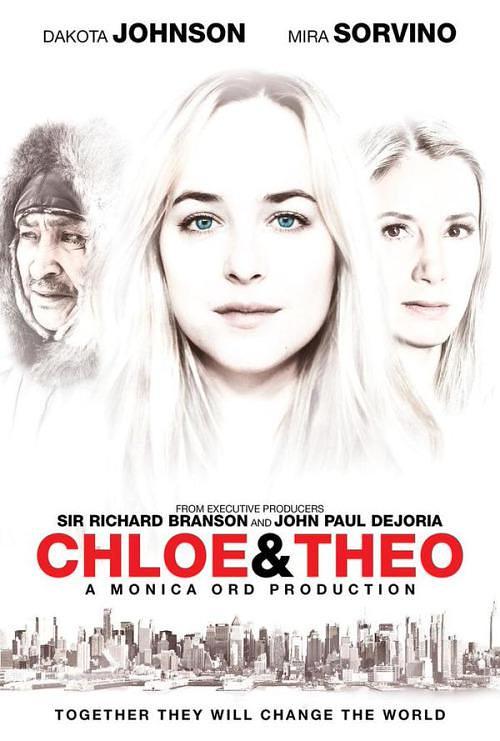 DAKOTA JOHNSON MIRA SORVINO
FROM EXECUTIVE PRODUCERS
SIR RICHARD BRANSON AND JOHN PAUL DEJORIA
CHLOE&THEO
A MONICA ORD PRODUCTION
TOGETHER THEY WILL CHANGE THE WORLD